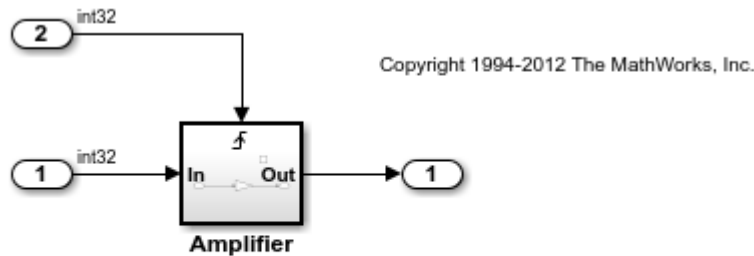 int32
2
Copyright 1994-2012 The MathWorks, Inc.
int32
1
In
Out
1
Amplifier